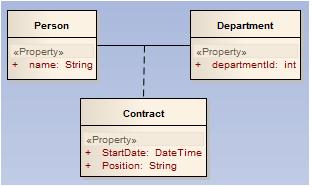 Person
«Property»
+ name: String
Department
«Property»
+ departmentId: int
Contract
«Property»
+ StartDate: DateTime
+ Position: String